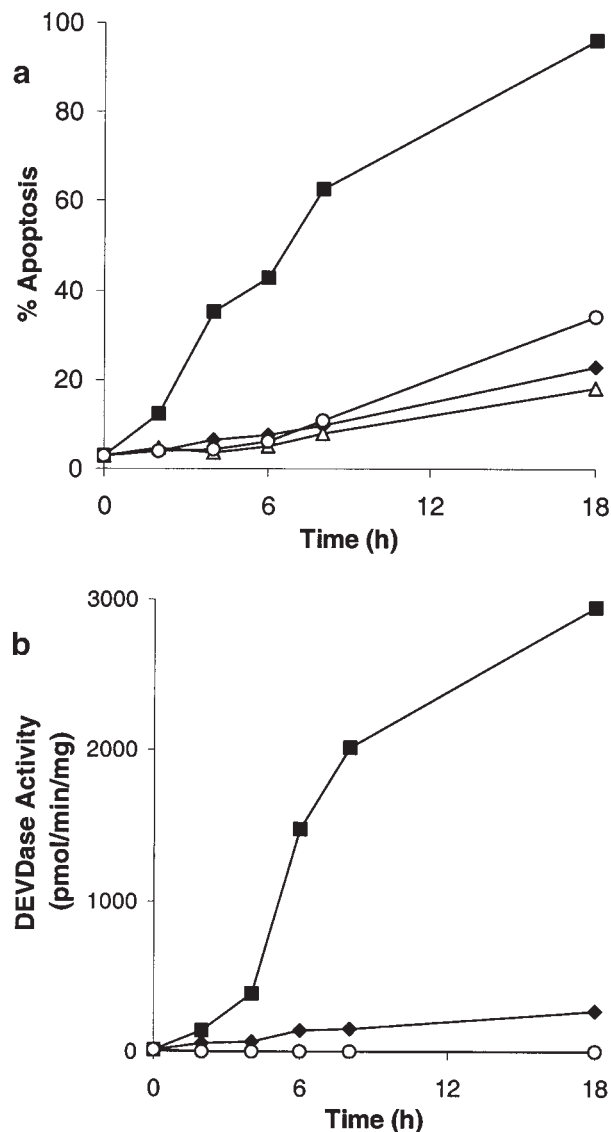 a
100
80
60
40
20
0
% Apoptosis
0 6 12 18
Time (h)
b
3000
2000
1000
0
DEVDase Activity
(pmol/min/mg)
0 6 12 18
Time (h)